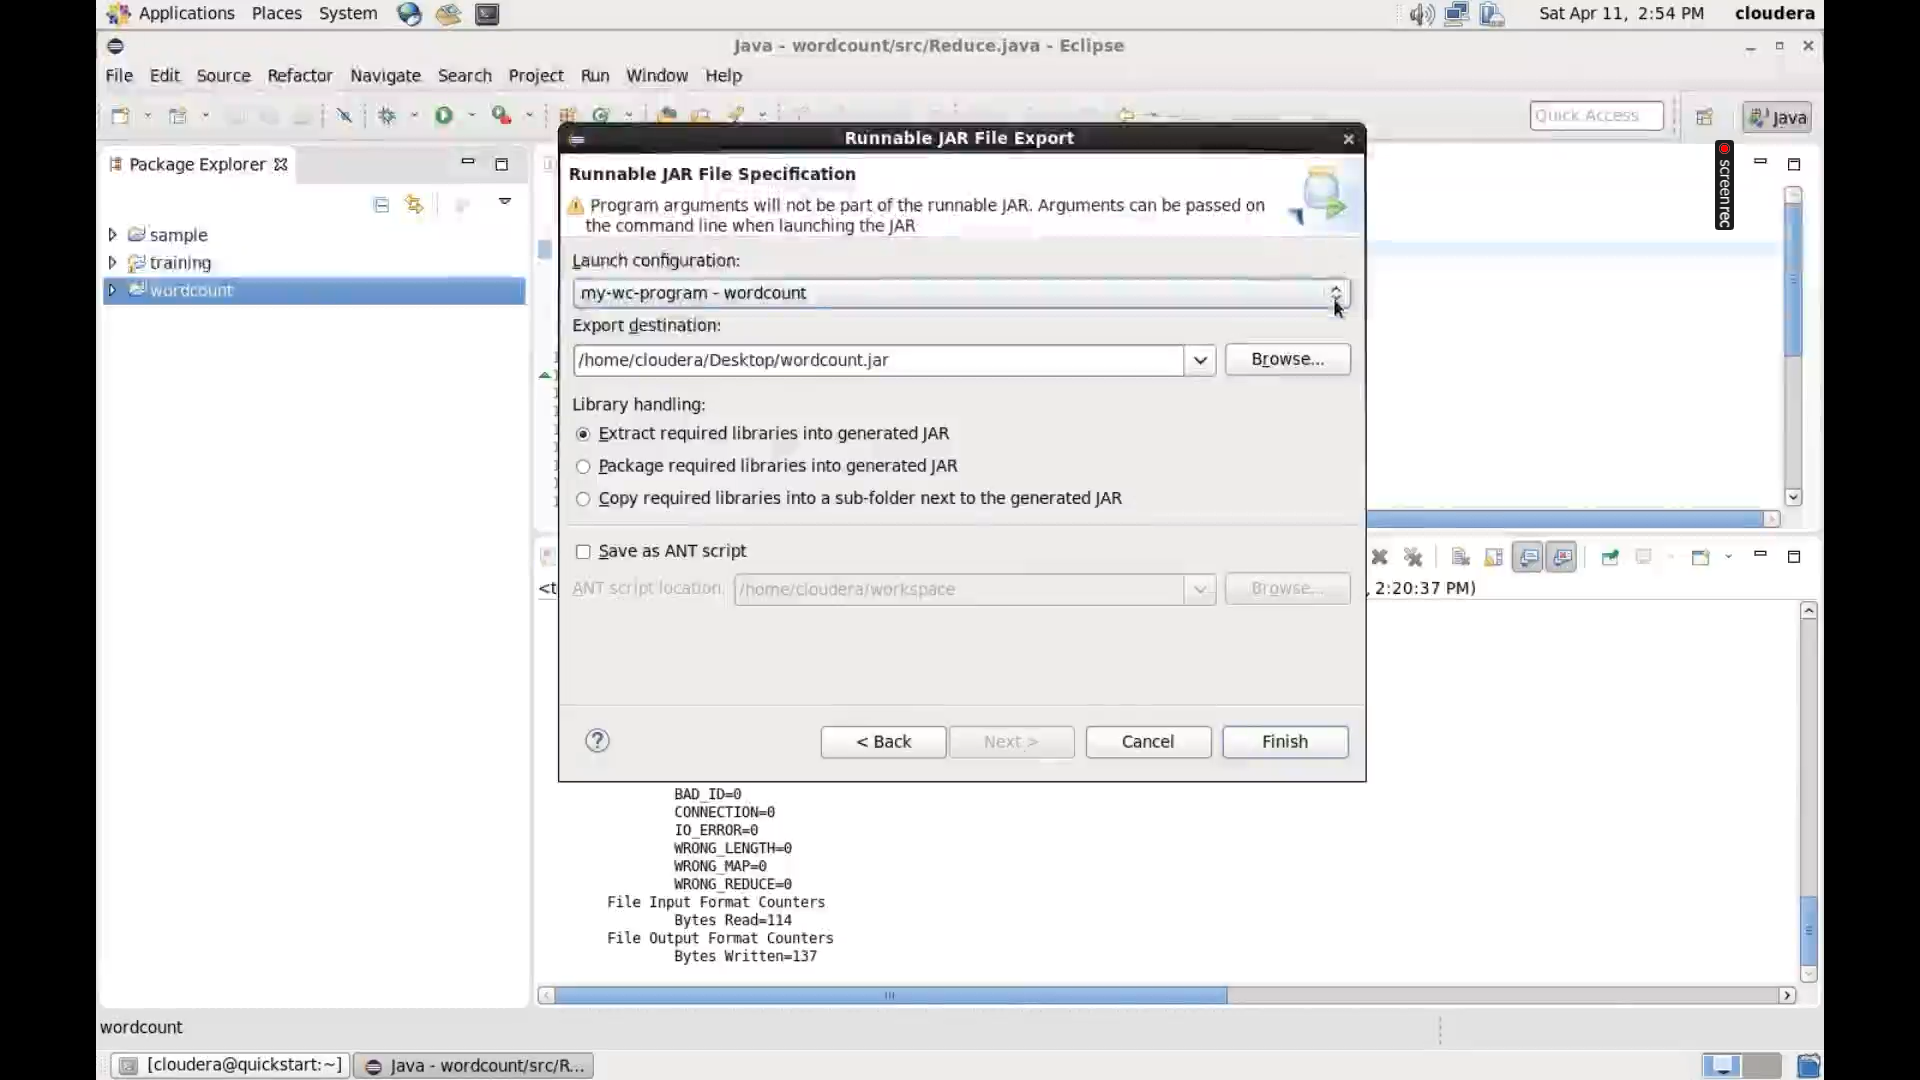 Applications Places System
Sat Apr 11, 2:54 PM cloudera
Java - wordcount/src/Reduce.java - Eclipse
File Edit Source Refactor Navigate Search Project Run Window Help
Quick Access
Java
Package Explorer
sample
training
wordcount
Runnable JAR File Export
Runnable JAR File Specification
Program arguments will not be part of the runnable JAR. Arguments can be passed on
the command line when launching the JAR
Launch configuration:
my-wc-program - wordcount
Export destination:
/home/cloudera/Desktop/wordcount.jar
Browse...
Library handling:
Extract required libraries into generated JAR
Package required libraries into generated JAR
Copy required libraries into a sub-folder next to the generated JAR
Save as ANT script
ANT script location:
/home/cloudera/workspace
Browse...
< Back
Next >
Cancel
Finish
screenrec
<t
, 2:20:37 PM)
BAD_ID=0
CONNECTION=0
IO_ERROR=0
WRONG_LENGTH=0
WRONG_MAP=0
WRONG_REDUCE=0
File Input Format Counters
Bytes Read=114
File Output Format Counters
Bytes Written=137
wordcount
[cloudera@quickstart:~]
Java - wordcount/src/R...